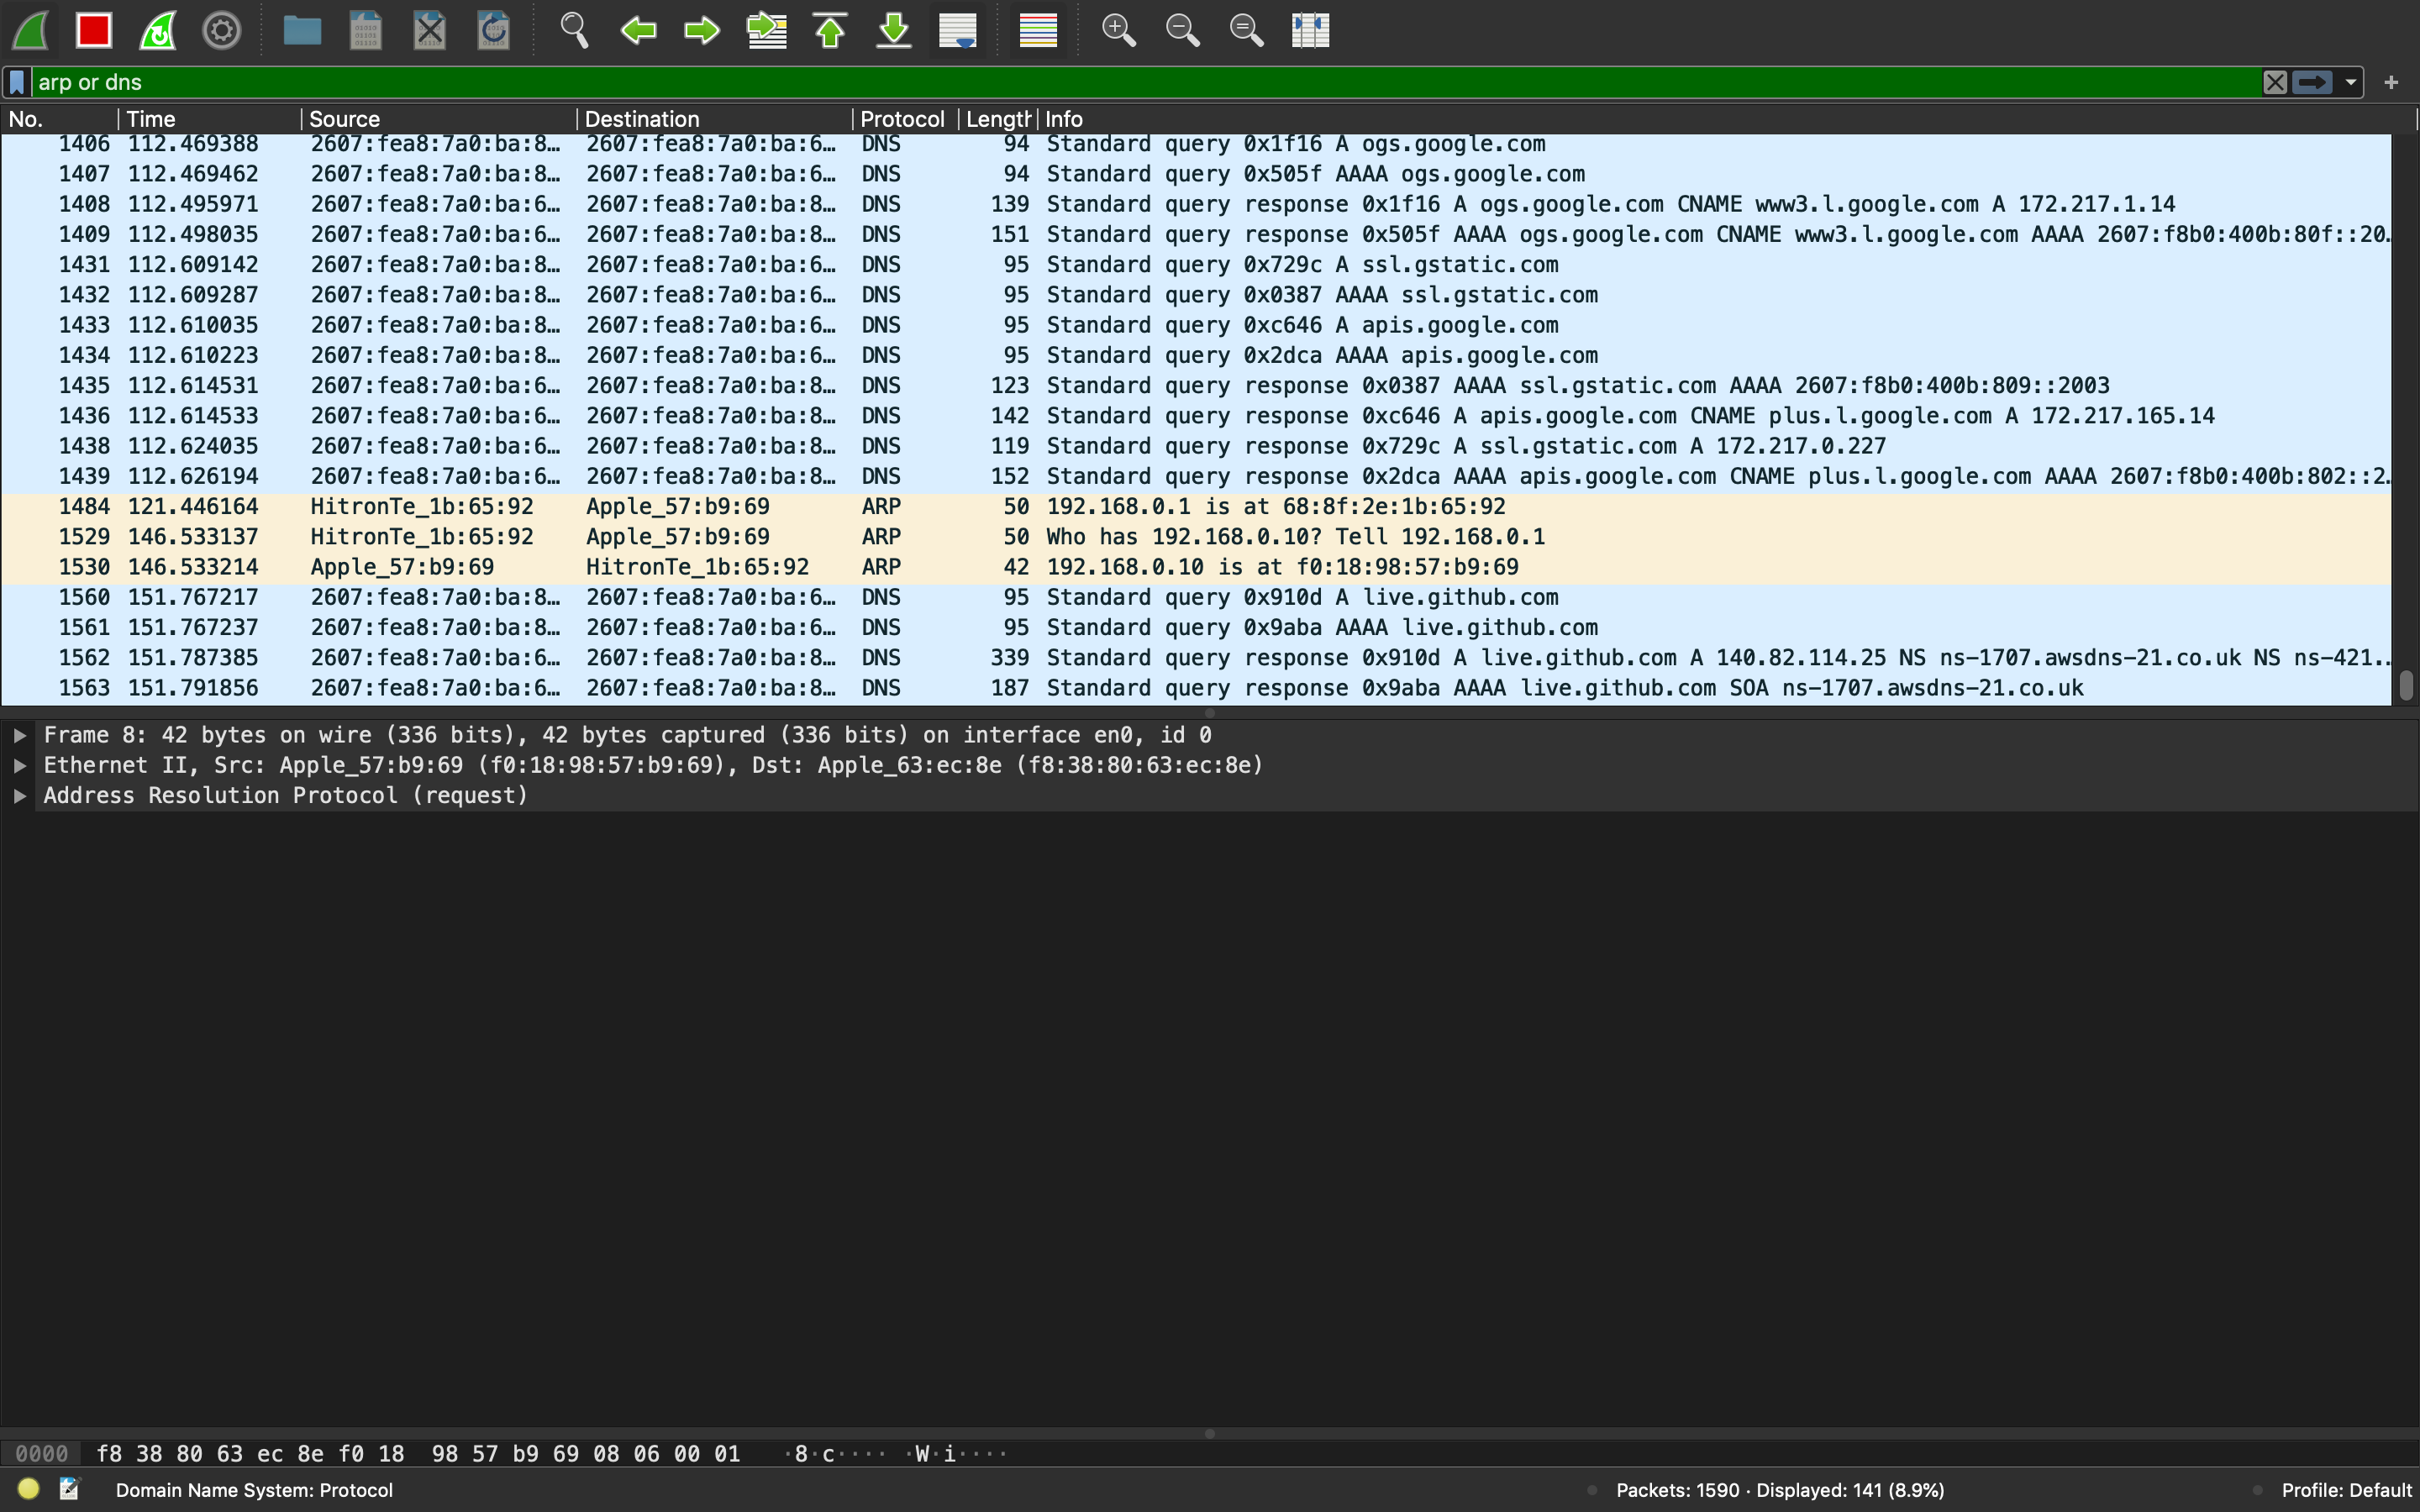 arp or dns
No. Time Source Destination Protocol Length Info
1406 112.469388 2607:fea8:7a0:ba:8… 2607:fea8:7a0:ba:6… DNS 94 Standard query 0x1f16 A ogs.google.com
1407 112.469462 2607:fea8:7a0:ba:8… 2607:fea8:7a0:ba:6… DNS 94 Standard query 0x505f AAAA ogs.google.com
1408 112.495971 2607:fea8:7a0:ba:6… 2607:fea8:7a0:ba:8… DNS 139 Standard query response 0x1f16 A ogs.google.com CNAME www3.l.google.com A 172.217.1.14
1409 112.498035 2607:fea8:7a0:ba:6… 2607:fea8:7a0:ba:8… DNS 151 Standard query response 0x505f AAAA ogs.google.com CNAME www3.l.google.com AAAA 2607:f8b0:400b:80f::20…
1431 112.609142 2607:fea8:7a0:ba:8… 2607:fea8:7a0:ba:6… DNS 95 Standard query 0x729c A ssl.gstatic.com
1432 112.609287 2607:fea8:7a0:ba:8… 2607:fea8:7a0:ba:6… DNS 95 Standard query 0x0387 AAAA ssl.gstatic.com
1433 112.610035 2607:fea8:7a0:ba:8… 2607:fea8:7a0:ba:6… DNS 95 Standard query 0xc646 A apis.google.com
1434 112.610223 2607:fea8:7a0:ba:8… 2607:fea8:7a0:ba:6… DNS 95 Standard query 0x2dca AAAA apis.google.com
1435 112.614531 2607:fea8:7a0:ba:6… 2607:fea8:7a0:ba:8… DNS 123 Standard query response 0x0387 AAAA ssl.gstatic.com AAAA 2607:f8b0:400b:809::2003
1436 112.614533 2607:fea8:7a0:ba:6… 2607:fea8:7a0:ba:8… DNS 142 Standard query response 0xc646 A apis.google.com CNAME plus.l.google.com A 172.217.165.14
1438 112.624035 2607:fea8:7a0:ba:6… 2607:fea8:7a0:ba:8… DNS 119 Standard query response 0x729c A ssl.gstatic.com A 172.217.0.227
1439 112.626194 2607:fea8:7a0:ba:6… 2607:fea8:7a0:ba:8… DNS 152 Standard query response 0x2dca AAAA apis.google.com CNAME plus.l.google.com AAAA 2607:f8b0:400b:802::2…
1484 121.446164 HitronTe_1b:65:92 Apple_57:b9:69 ARP 50 192.168.0.1 is at 68:8f:2e:1b:65:92
1529 146.533137 HitronTe_1b:65:92 Apple_57:b9:69 ARP 50 Who has 192.168.0.10? Tell 192.168.0.1
1530 146.533214 Apple_57:b9:69 HitronTe_1b:65:92 ARP 42 192.168.0.10 is at f0:18:98:57:b9:69
1560 151.767217 2607:fea8:7a0:ba:8… 2607:fea8:7a0:ba:6… DNS 95 Standard query 0x910d A live.github.com
1561 151.767237 2607:fea8:7a0:ba:8… 2607:fea8:7a0:ba:6… DNS 95 Standard query 0x9aba AAAA live.github.com
1562 151.787385 2607:fea8:7a0:ba:6… 2607:fea8:7a0:ba:8… DNS 339 Standard query response 0x910d A live.github.com A 140.82.114.25 NS ns-1707.awsdns-21.co.uk NS ns-421.…
1563 151.791856 2607:fea8:7a0:ba:6… 2607:fea8:7a0:ba:8… DNS 187 Standard query response 0x9aba AAAA live.github.com SOA ns-1707.awsdns-21.co.uk
Frame 8: 42 bytes on wire (336 bits), 42 bytes captured (336 bits) on interface en0, id 0
Ethernet II, Src: Apple_57:b9:69 (f0:18:98:57:b9:69), Dst: Apple_63:ec:8e (f8:38:80:63:ec:8e)
Address Resolution Protocol (request)
0000 f8 38 80 63 ec 8e f0 18 98 57 b9 69 08 06 00 01 ·8·c···· ·W·i····
Domain Name System: Protocol
Packets: 1590 · Displayed: 141 (8.9%)
Profile: Default